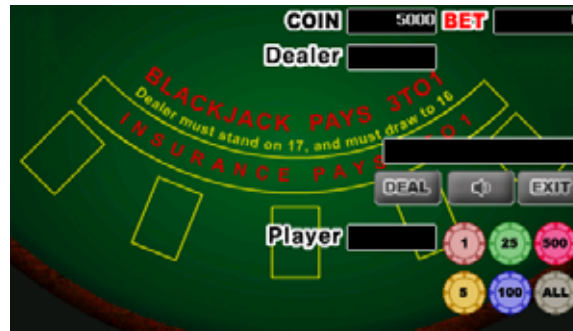 COIN 5000 BET
Dealer
BLACKJACK PAYS 3TO1
Dealer must stand on 17, and must draw to 16
INSURANCE PAYS TO1
DEAL EXIT
Player
1 25 500
5 100 ALL